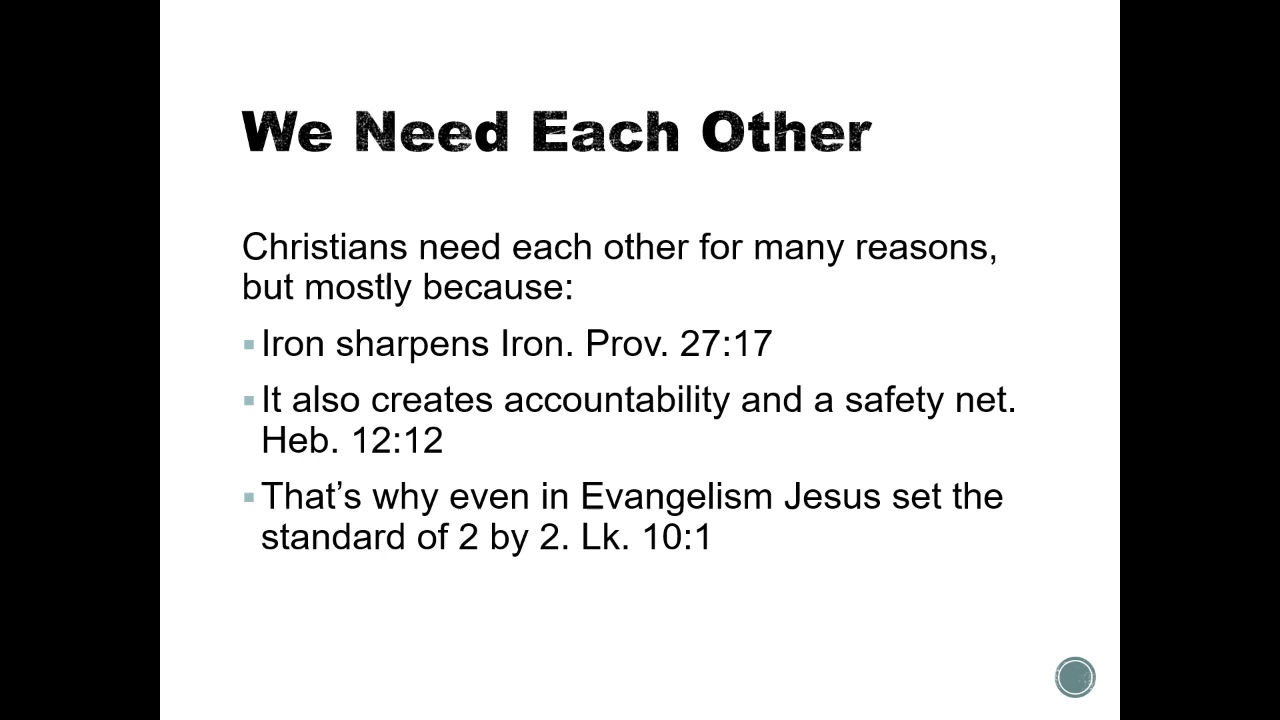 We Need Each Other
Christians need each other for many reasons,
but mostly because:
▪ Iron sharpens Iron. Prov. 27:17
▪ It also creates accountability and a safety net.
Heb. 12:12
▪ That’s why even in Evangelism Jesus set the
standard of 2 by 2. Lk. 10:1